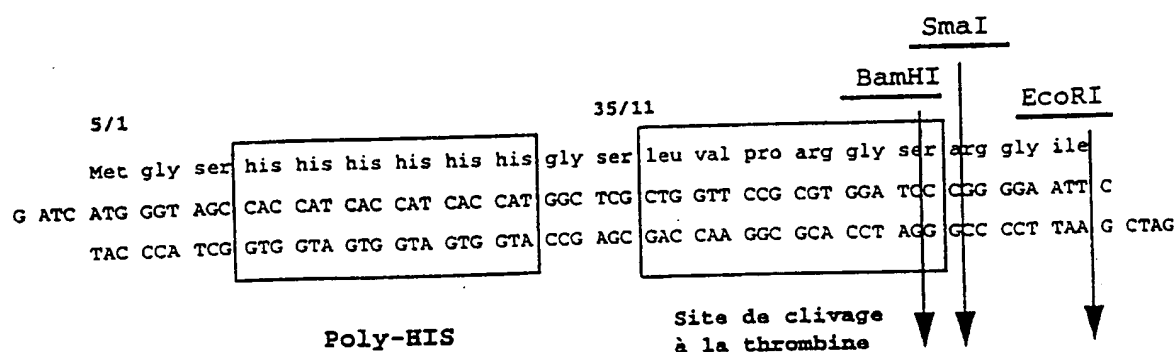 SmaI
BamHI
EcoRI
5/1
35/11
Met gly ser his his his his his his gly ser leu val pro arg gly ser arg gly ile
G ATC ATG GGT AGC CAC CAT CAC CAT CAC CAT GGC TCG CTG GTT CCG CGT GGA TCC CGG GGA ATT C
TAC CCA TCG GTG GTA GTG GTA GTG GTA CCG AGC GAC CAA GGC GCA CCT AGG GCC CCT TAA G CTAG
Poly-HIS
Site de clivage
à la thrombine